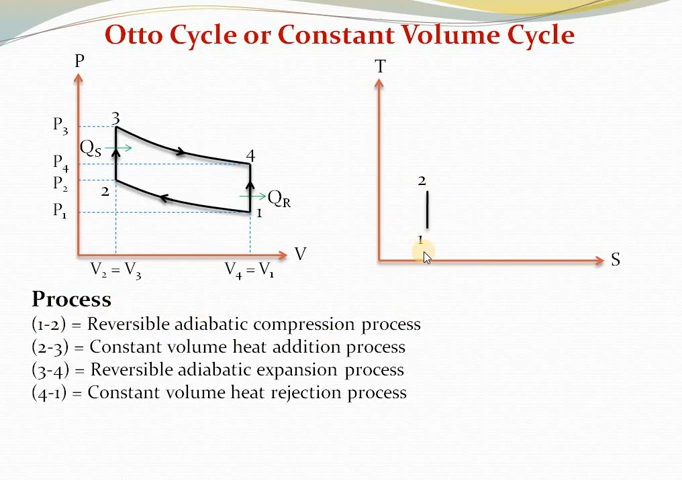 Otto Cycle or Constant Volume Cycle
P
T
3
P₃
Qs
4
P₄
P₂
2
2
QR
P₁
1
1
V
S
V₂ = V₃
V₄ = V₁
Process
(1-2) = Reversible adiabatic compression process
(2-3) = Constant volume heat addition process
(3-4) = Reversible adiabatic expansion process
(4-1) = Constant volume heat rejection process